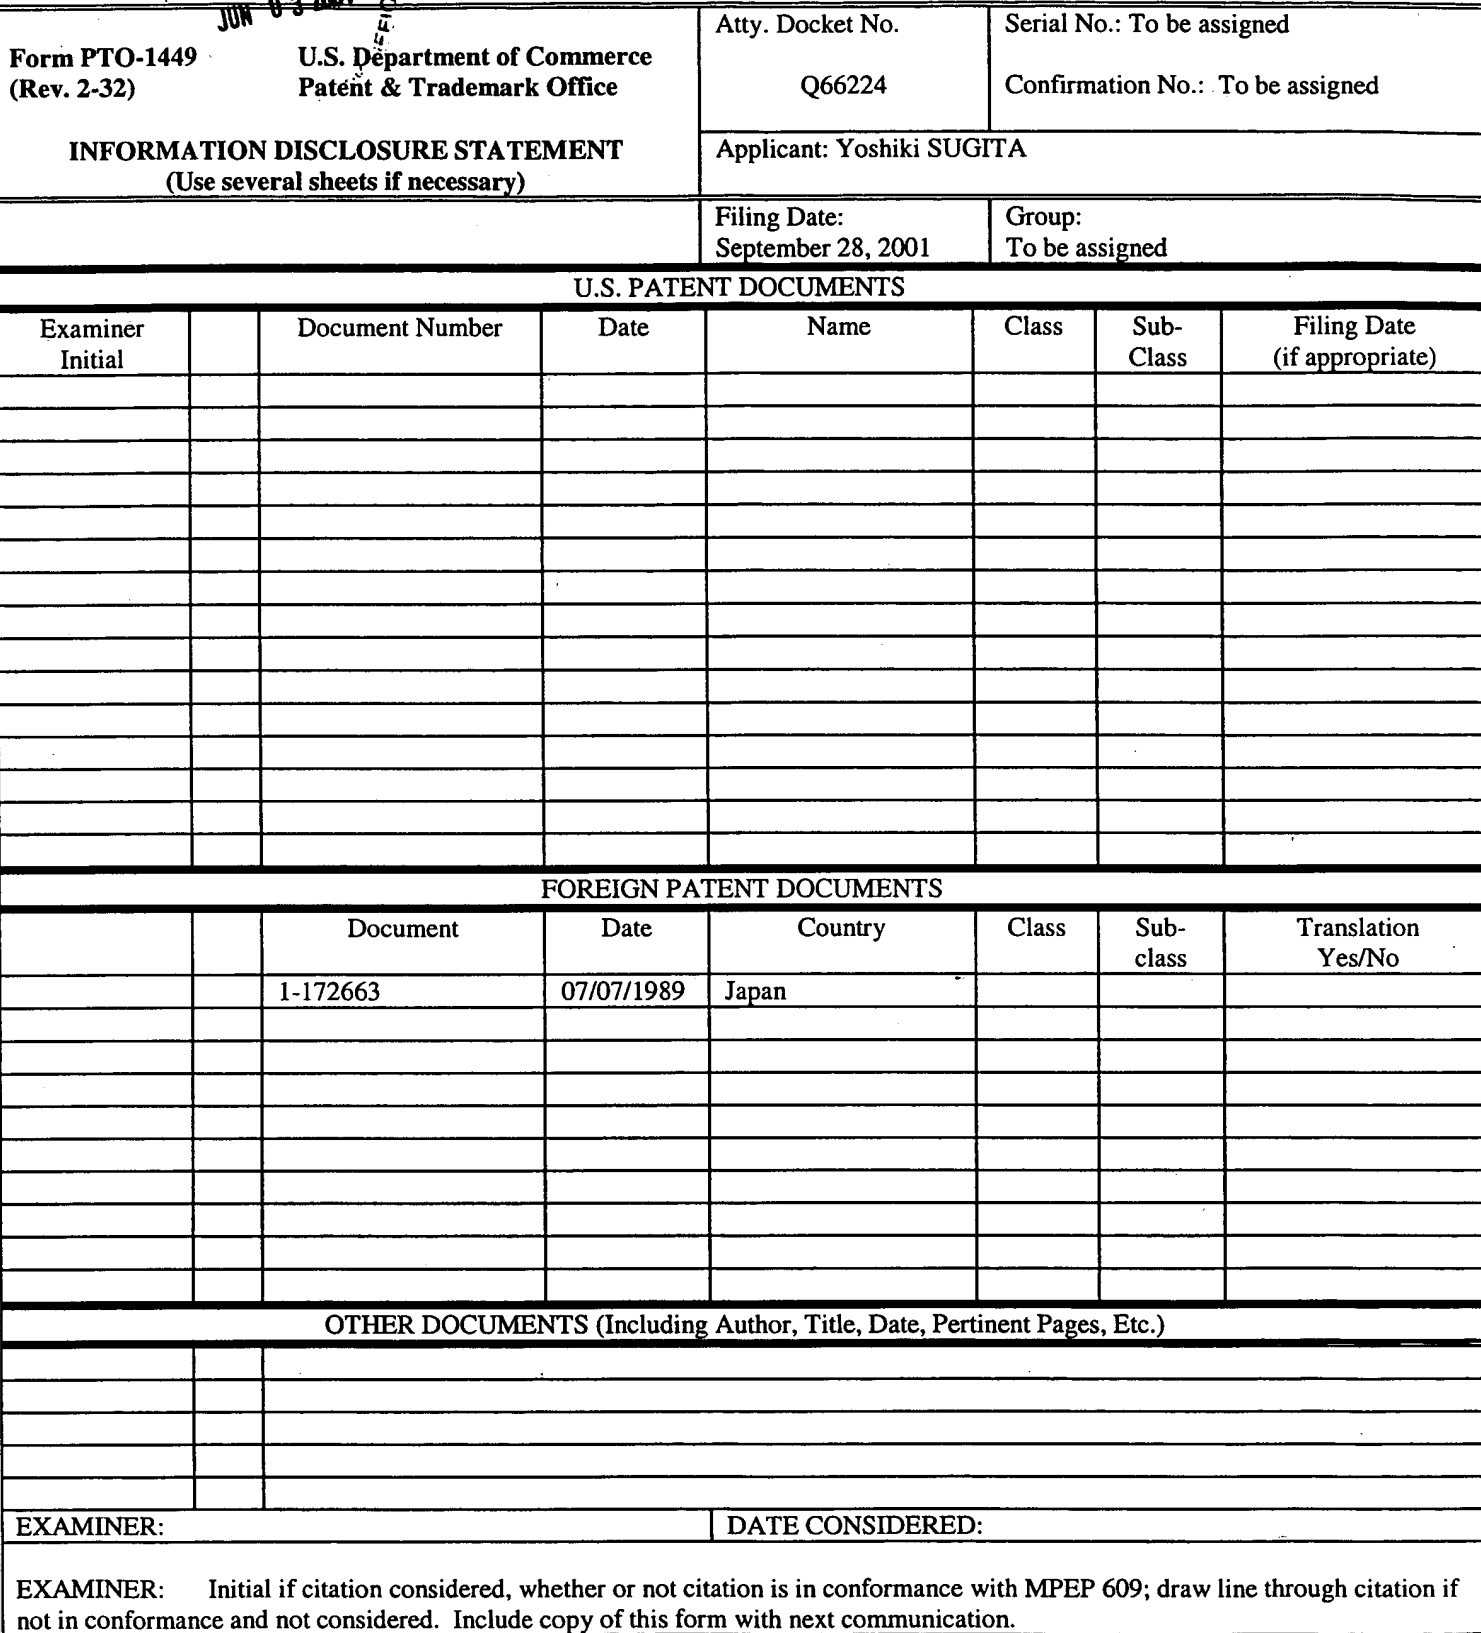 JUN 0 3
Form PTO-1449
(Rev. 2-32)
U.S. Department of Commerce
Patent & Trademark Office
INFORMATION DISCLOSURE STATEMENT
(Use several sheets if necessary)
Atty. Docket No.
Q66224
Serial No.: To be assigned
Confirmation No.: To be assigned
Applicant: Yoshiki SUGITA
Filing Date:
September 28, 2001
Group:
To be assigned
U.S. PATENT DOCUMENTS
Examiner
Initial
Document Number
Date
Name
Class
Sub-
Class
Filing Date
(if appropriate)
FOREIGN PATENT DOCUMENTS
Document
Date
Country
Class
Sub-
class
Translation
Yes/No
1-172663
07/07/1989
Japan
OTHER DOCUMENTS (Including Author, Title, Date, Pertinent Pages, Etc.)
EXAMINER:
DATE CONSIDERED:
EXAMINER: Initial if citation considered, whether or not citation is in conformance with MPEP 609; draw line through citation if
not in conformance and not considered. Include copy of this form with next communication.